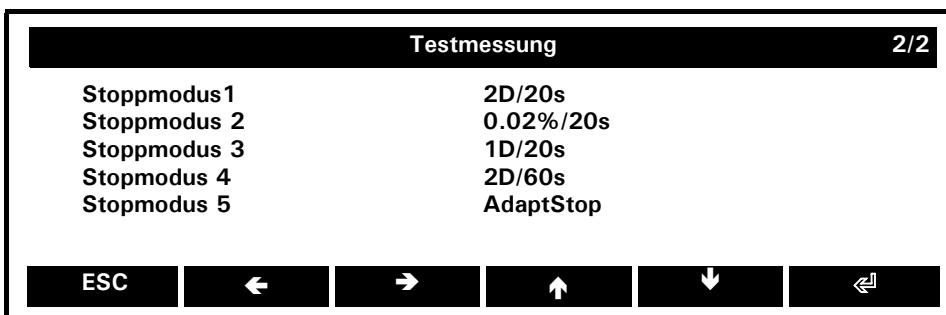 Testmessung 2/2
Stoppmodus1 2D/20s
Stoppmodus 2 0.02%/20s
Stoppmodus 3 1D/20s
Stopmodus 4 2D/60s
Stopmodus 5 AdaptStop
ESC ← → ↑ ↓ ↵